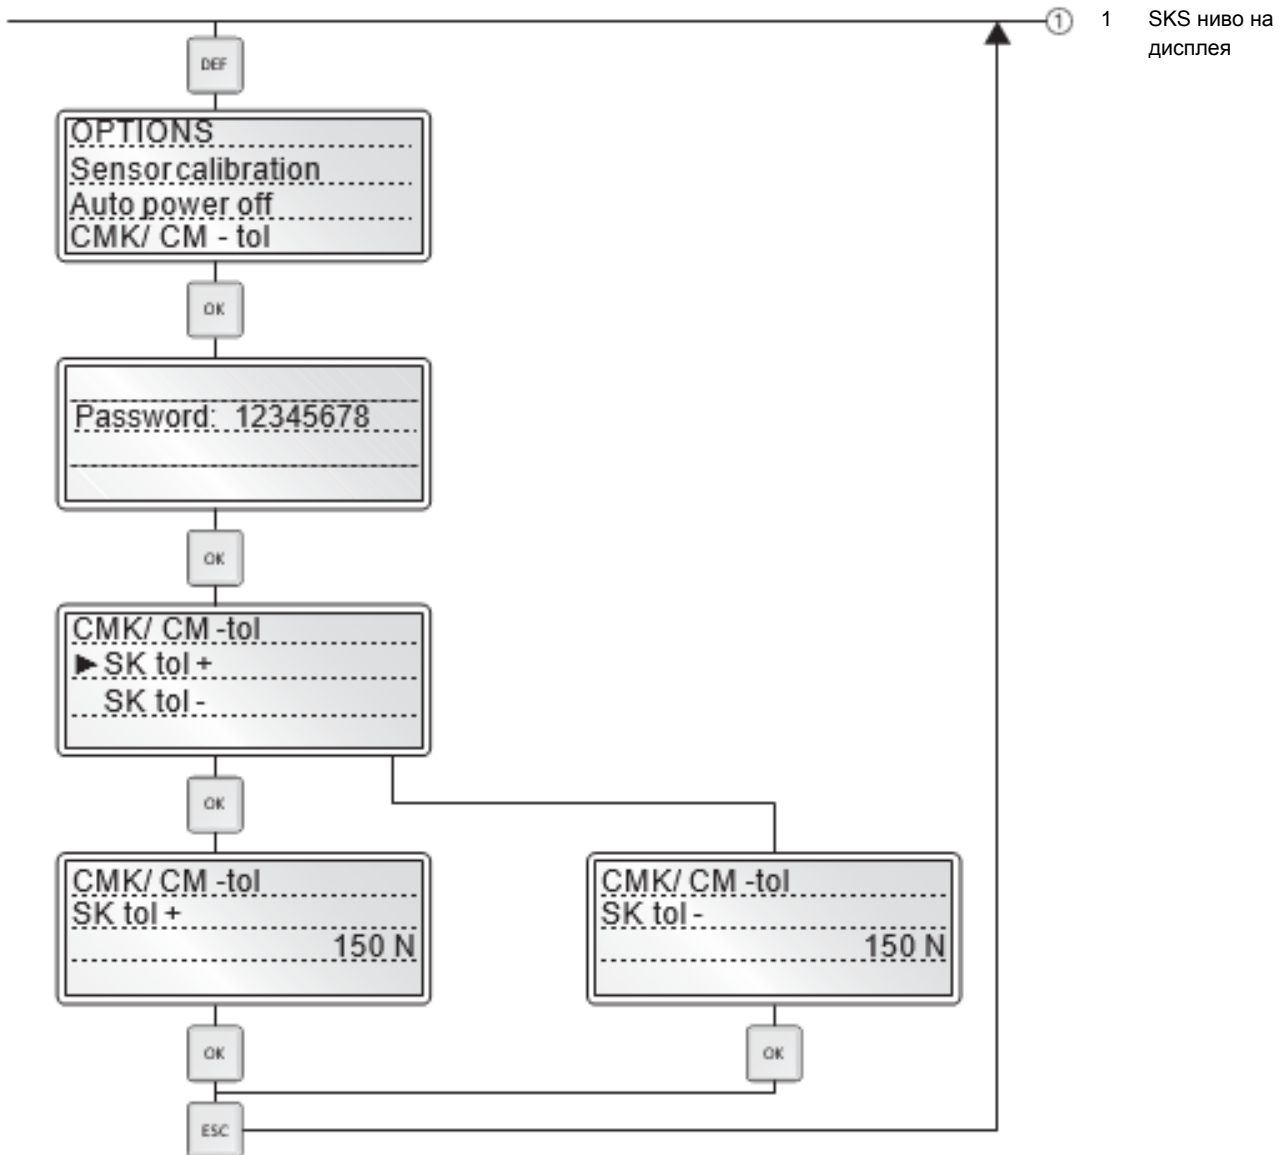 ① 1 SKS ниво на
дисплея
DEF
OPTIONS
Sensor calibration
Auto power off
CMK/ CM - tol
OK
Password: 12345678
OK
CMK/ CM -tol
►SK tol +
SK tol -
OK
CMK/ CM -tol
SK tol +
150 N
CMK/ CM -tol
SK tol -
150 N
OK
OK
ESC